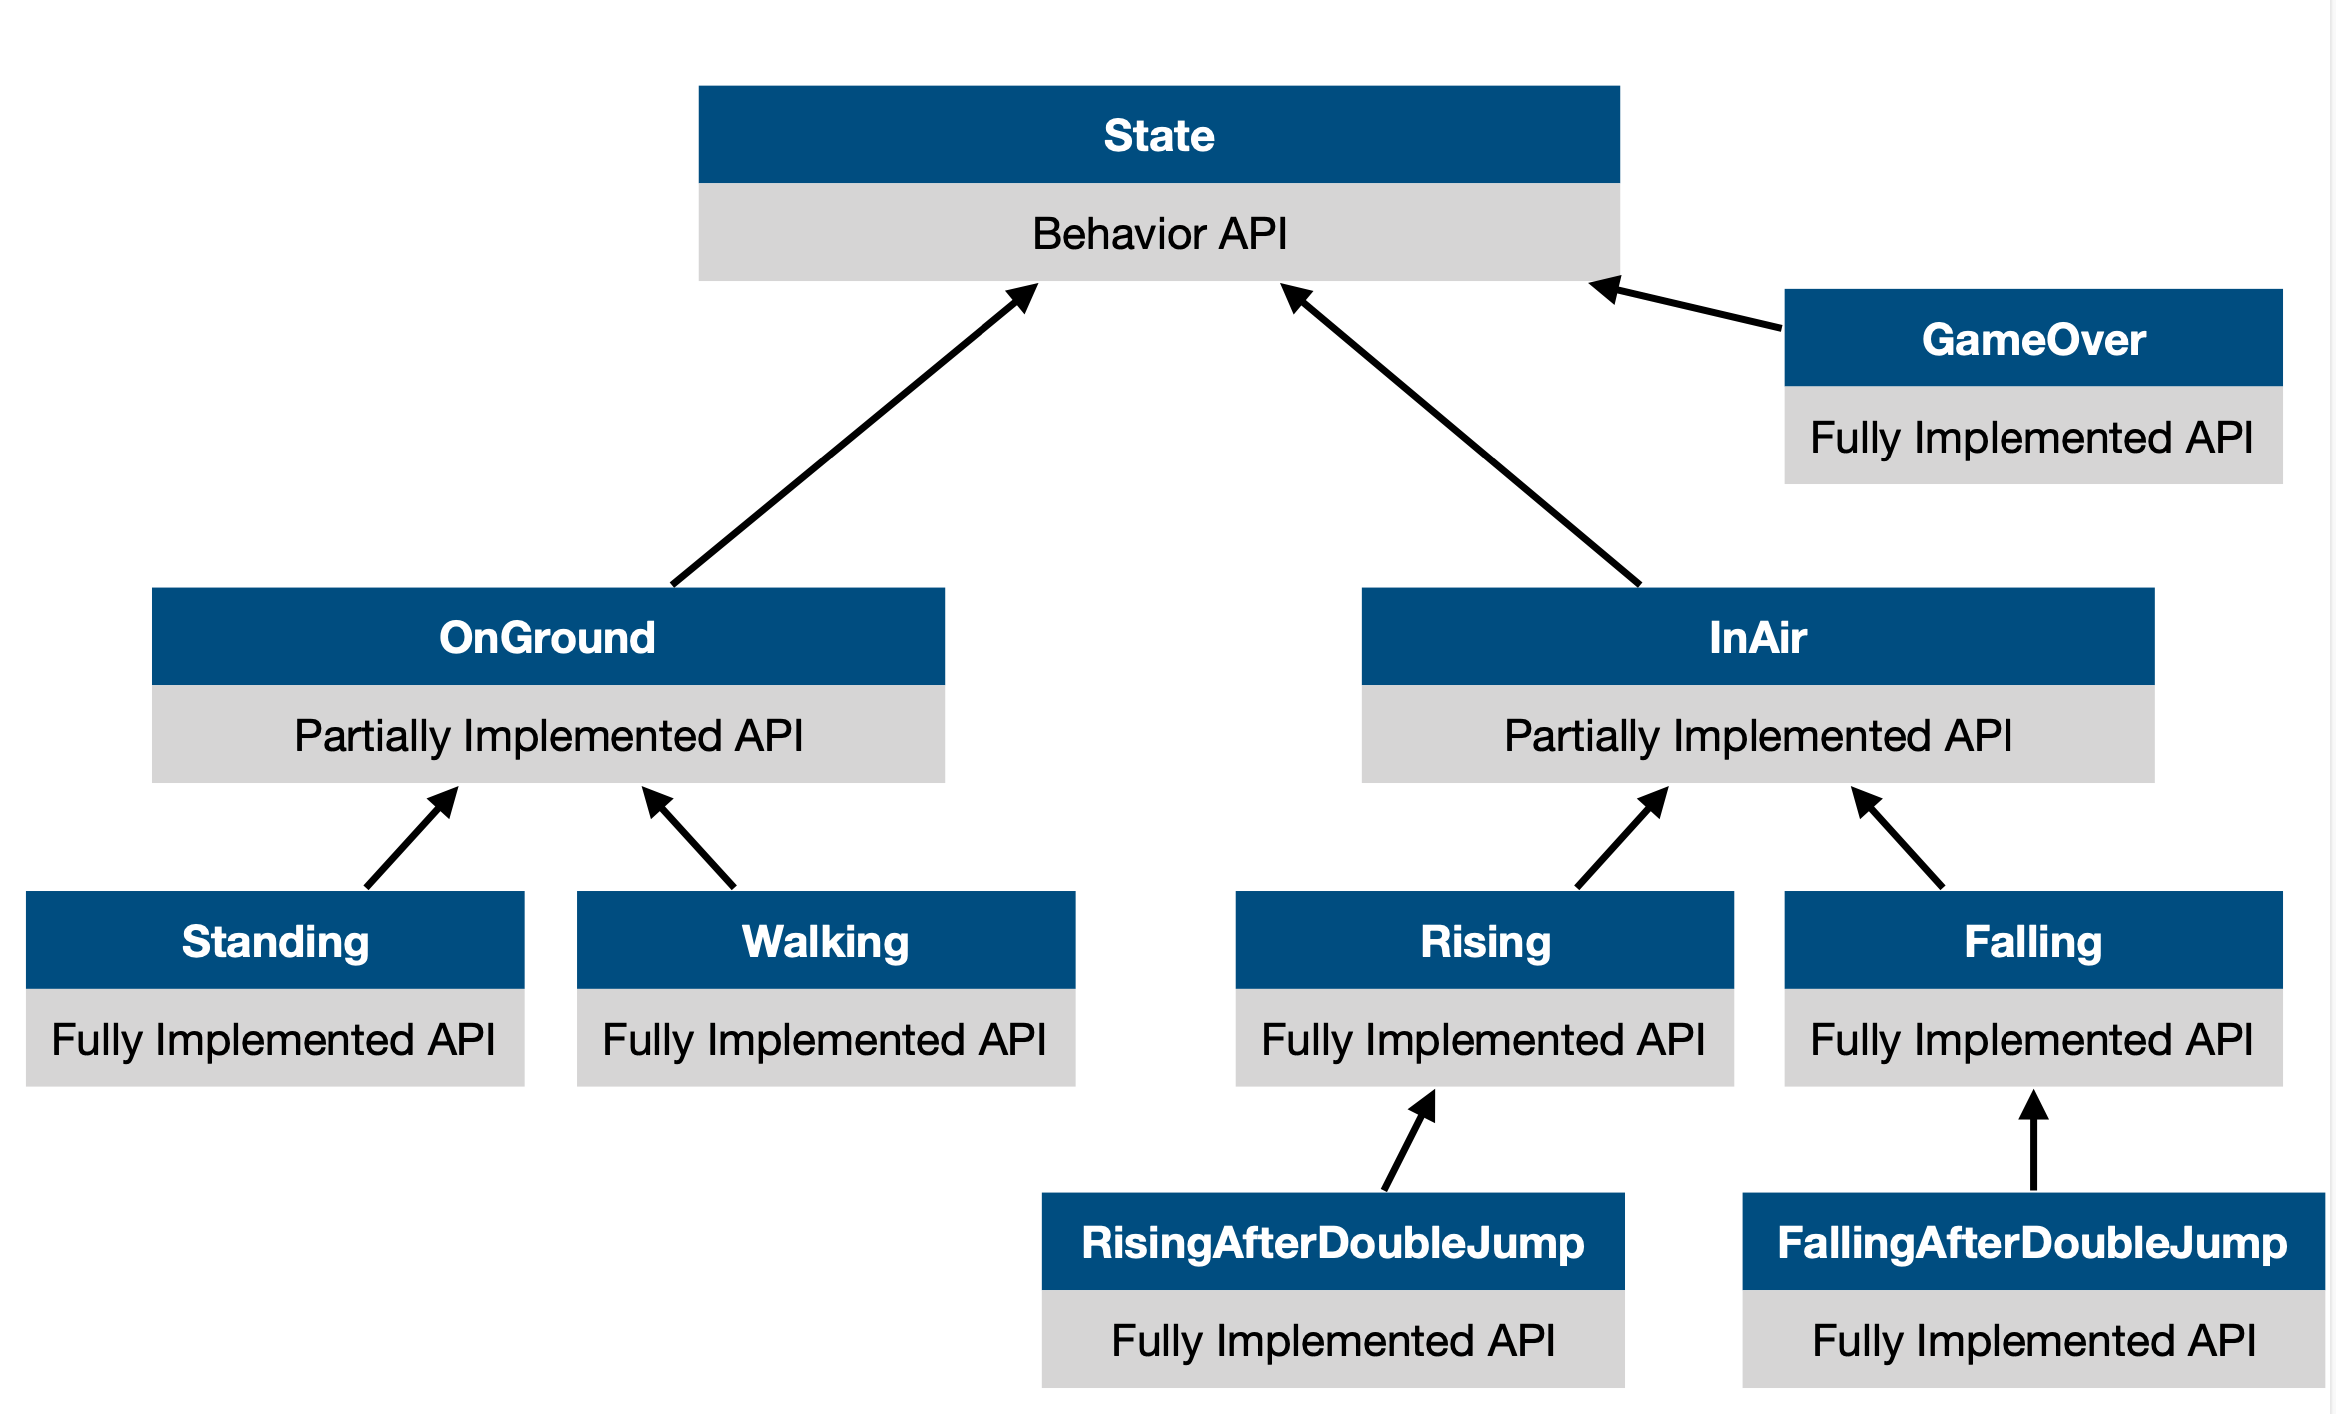 State
Behavior API
GameOver
Fully Implemented API
OnGround
Partially Implemented API
InAir
Partially Implemented API
Standing
Fully Implemented API
Walking
Fully Implemented API
Rising
Fully Implemented API
Falling
Fully Implemented API
RisingAfterDoubleJump
Fully Implemented API
FallingAfterDoubleJump
Fully Implemented API